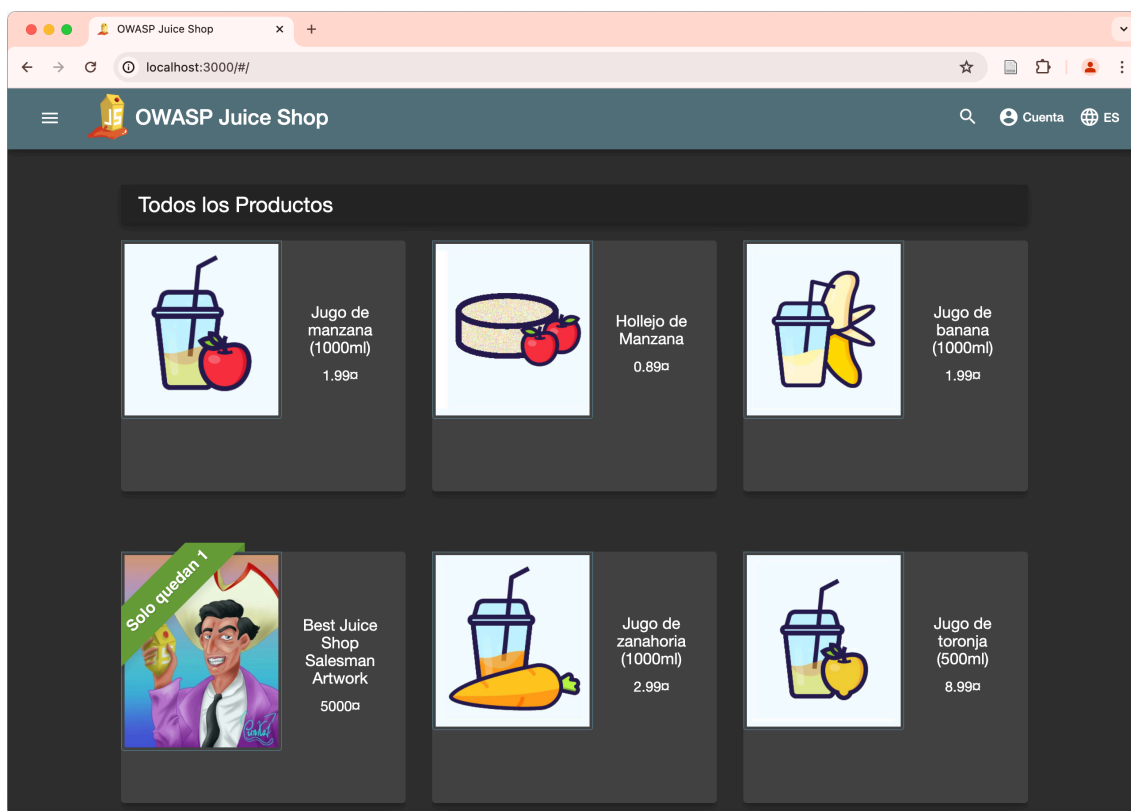 OWASP Juice Shop
localhost:3000/#/
JS
OWASP Juice Shop
Cuenta
ES
Todos los Productos
Jugo de
manzana
(1000ml)
1.99¤
Hollejo de
Manzana
0.89¤
Jugo de
banana
(1000ml)
1.99¤
Solo quedan 1
Best Juice
Shop
Salesman
Artwork
5000¤
Jugo de
zanahoria
(1000ml)
2.99¤
Jugo de
toronja
(500ml)
8.99¤